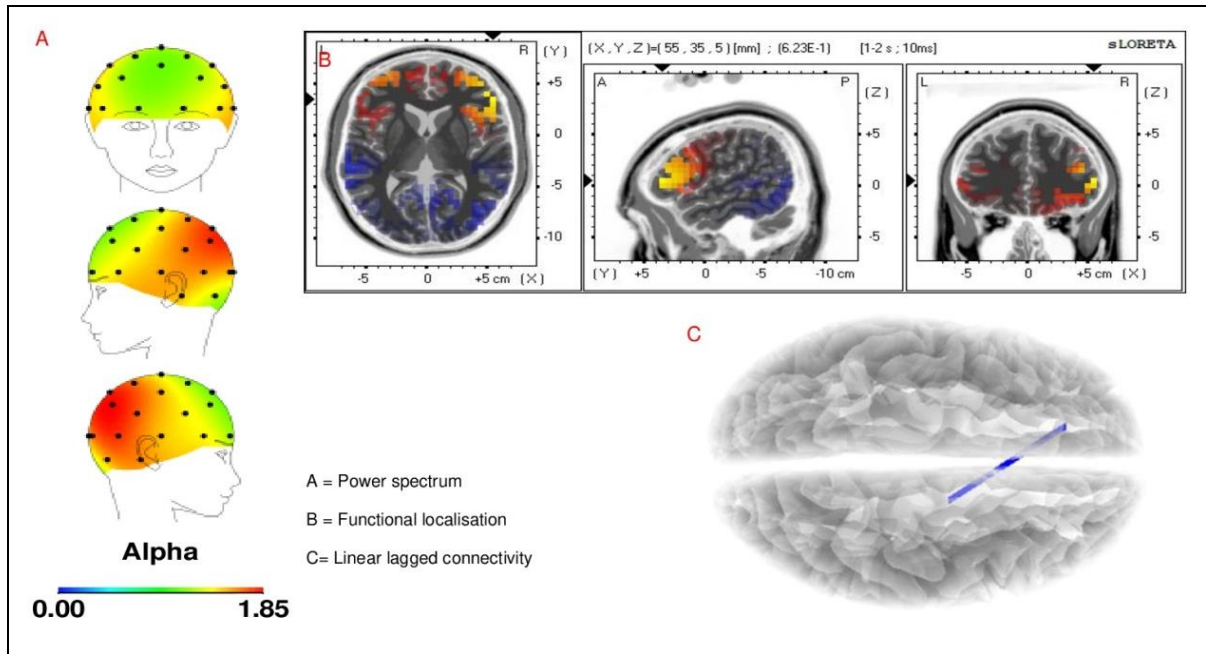 A
Alpha
0.00 1.85
B
L R (Y)
+5
0
-5
-10
-5 0 +5 cm (X)
(X,Y,Z)=(55,35,5)[mm] ; (6.23E-1) [1-2 s ; 10ms] sLORETA
A P (Z)
+5
0
-5
(Y) +5 0 -5 -10 cm
L R (Z)
+5
0
-5
-5 0 +5 cm (X)
C
A = Power spectrum
B = Functional localisation
C= Linear lagged connectivity